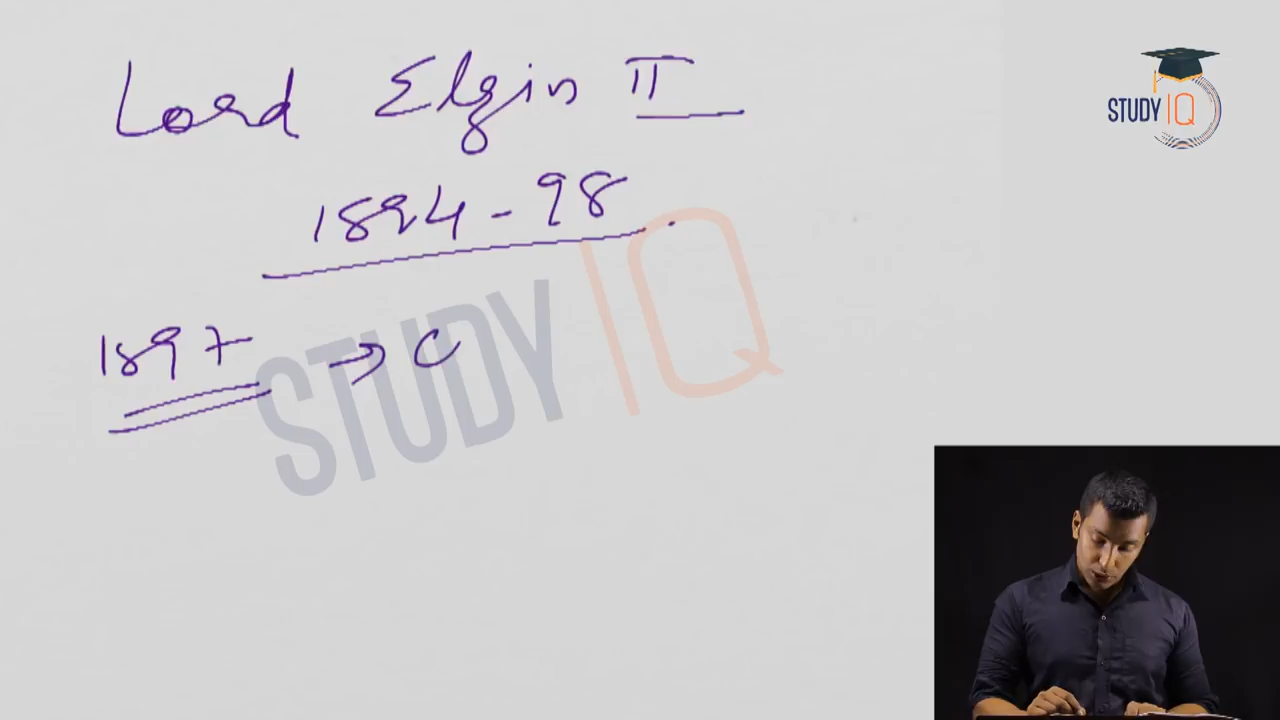 Lord Elgin II
STUDY IQ
1894-98.
1897 → C
STUDY IQ